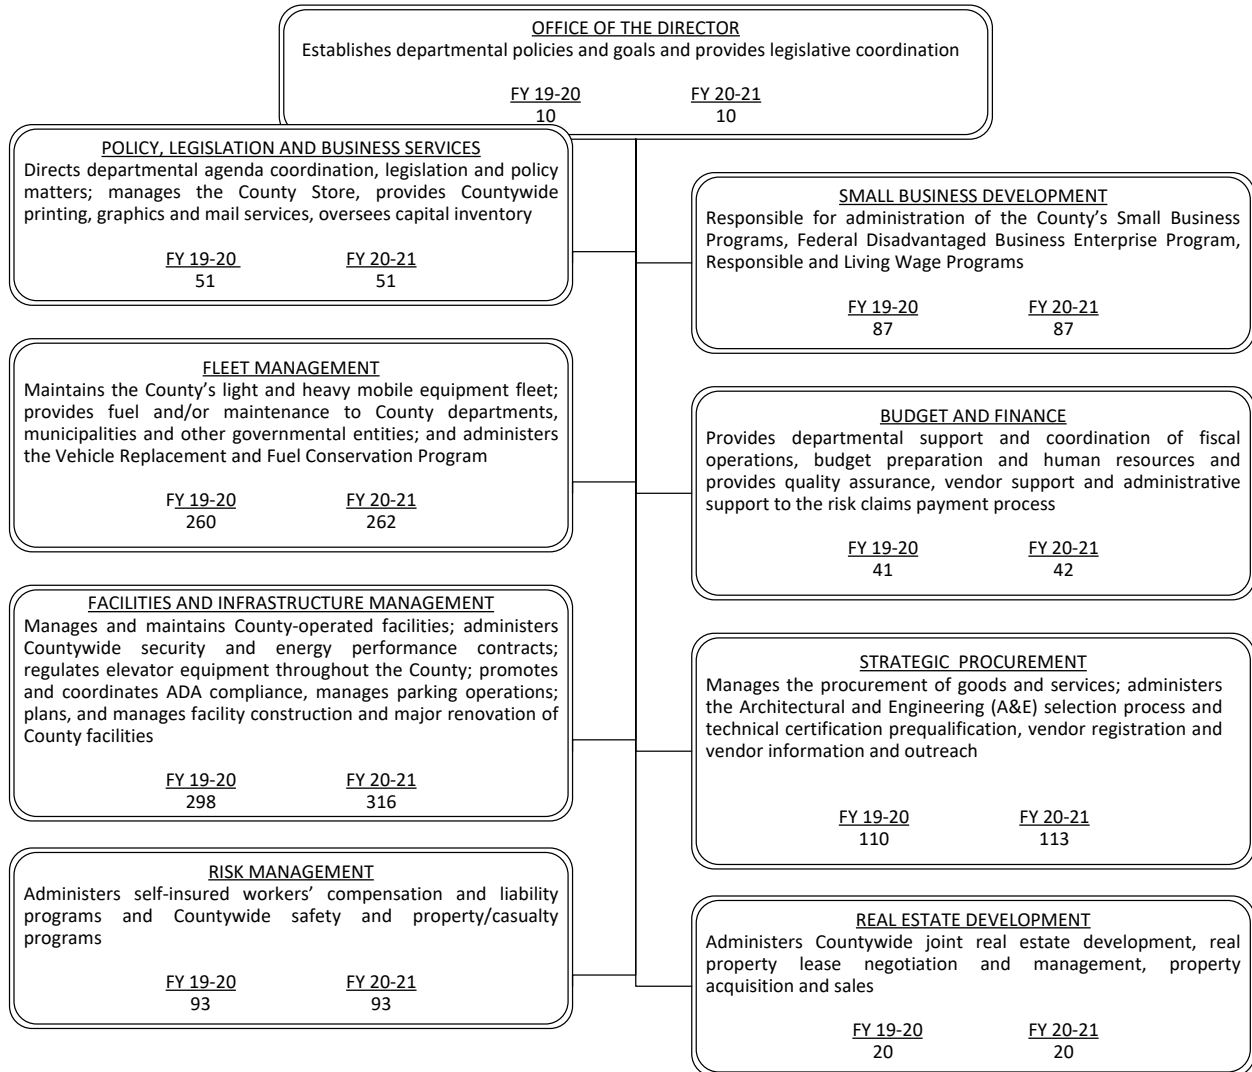 OFFICE OF THE DIRECTOR
Establishes departmental policies and goals and provides legislative coordination
FY 19-20 FY 20-21
10 10
POLICY, LEGISLATION AND BUSINESS SERVICES
Directs departmental agenda coordination, legislation and policy
matters; manages the County Store, provides Countywide
printing, graphics and mail services, oversees capital inventory
FY 19-20 FY 20-21
51 51
SMALL BUSINESS DEVELOPMENT
Responsible for administration of the County's Small Business
Programs, Federal Disadvantaged Business Enterprise Program,
Responsible and Living Wage Programs
FY 19-20 FY 20-21
87 87
FLEET MANAGEMENT
Maintains the County's light and heavy mobile equipment fleet;
provides fuel and/or maintenance to County departments,
municipalities and other governmental entities; and administers
the Vehicle Replacement and Fuel Conservation Program
FY 19-20 FY 20-21
260 262
BUDGET AND FINANCE
Provides departmental support and coordination of fiscal
operations, budget preparation and human resources and
provides quality assurance, vendor support and administrative
support to the risk claims payment process
FY 19-20 FY 20-21
41 42
FACILITIES AND INFRASTRUCTURE MANAGEMENT
Manages and maintains County-operated facilities; administers
Countywide security and energy performance contracts;
regulates elevator equipment throughout the County; promotes
and coordinates ADA compliance, manages parking operations;
plans, and manages facility construction and major renovation of
County facilities
FY 19-20 FY 20-21
298 316
STRATEGIC PROCUREMENT
Manages the procurement of goods and services; administers
the Architectural and Engineering (A&E) selection process and
technical certification prequalification, vendor registration and
vendor information and outreach
FY 19-20 FY 20-21
110 113
RISK MANAGEMENT
Administers self-insured workers' compensation and liability
programs and Countywide safety and property/casualty
programs
FY 19-20 FY 20-21
93 93
REAL ESTATE DEVELOPMENT
Administers Countywide joint real estate development, real
property lease negotiation and management, property
acquisition and sales
FY 19-20 FY 20-21
20 20